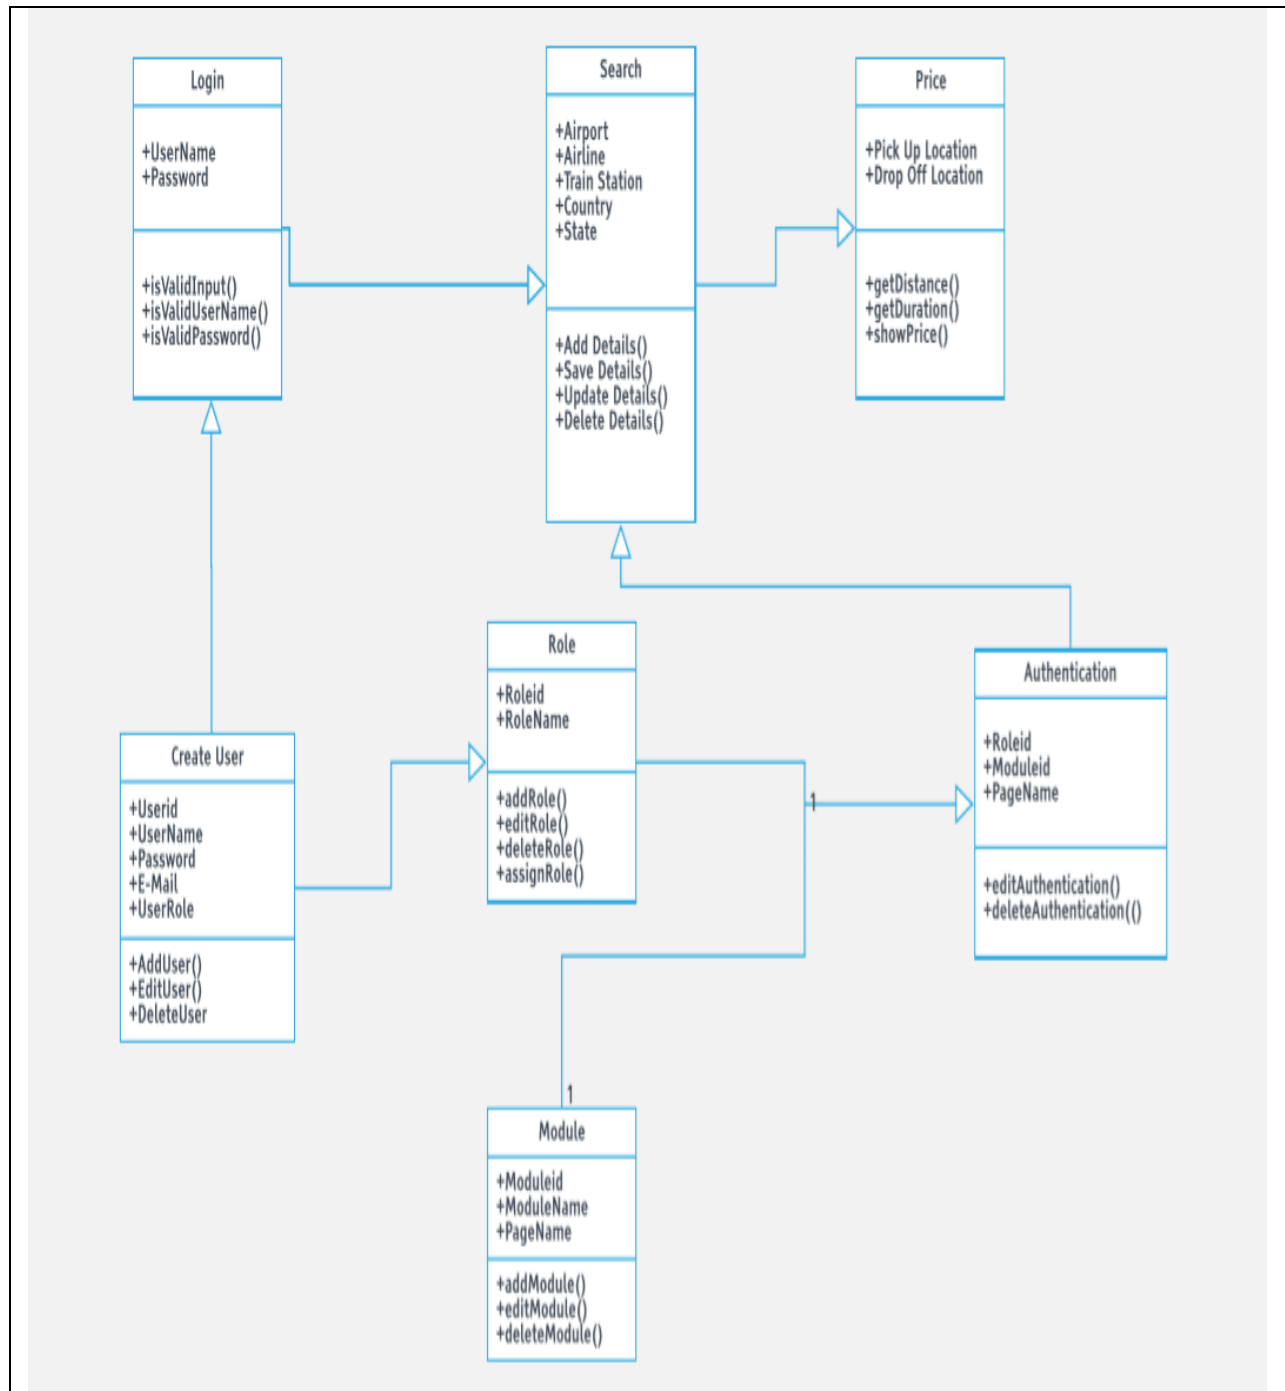 Login
+UserName
+Password
+isValidInput()
+isValidUserName()
+isValidPassword()
Search
+Airport
+Airline
+Train Station
+Country
+State
+Add Details()
+Save Details()
+Update Details()
+Delete Details()
Price
+Pick Up Location
+Drop Off Location
+getDistance()
+getDuration()
+showPrice()
Role
+Roleid
+RoleName
+addRole()
+editRole()
+deleteRole()
+assignRole()
Authentication
+Roleid
+Moduleid
+PageName
+editAuthentication()
+deleteAuthentication(()
Create User
+Userid
+UserName
+Password
+E-Mail
+UserRole
+AddUser()
+EditUser()
+DeleteUser
1
1
Module
+Moduleid
+ModuleName
+PageName
+addModule()
+editModule()
+deleteModule()